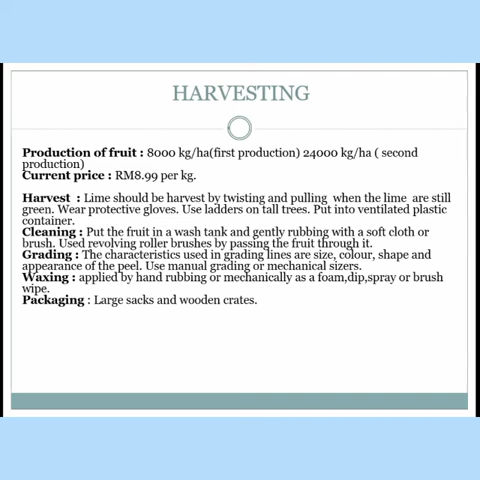 HARVESTING
Production of fruit : 8000 kg/ha(first production) 24000 kg/ha ( second
production)
Current price : RM8.99 per kg.
Harvest : Lime should be harvest by twisting and pulling when the lime are still
green. Wear protective gloves. Use ladders on tall trees. Put into ventilated plastic
container.
Cleaning : Put the fruit in a wash tank and gently rubbing with a soft cloth or
brush. Used revolving roller brushes by passing the fruit through it.
Grading : The characteristics used in grading lines are size, colour, shape and
appearance of the peel. Use manual grading or mechanical sizers.
Waxing : applied by hand rubbing or mechanically as a foam,dip,spray or brush
wipe.
Packaging : Large sacks and wooden crates.